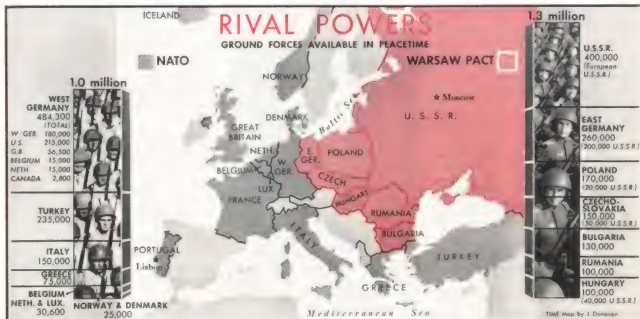 RIVAL POWERS
GROUND FORCES AVAILABLE IN PEACETIME
NATO
WARSAW PACT
1.0 million
WEST
GERMANY
484,300
(TOTAL)
W GER. 180,000
U.S. 215,000
G.B 56,500
BELGIUM 15,000
NETH. 15,000
CANADA 2,800
TURKEY
235,000
ITALY
150,000
GREECE
75,000
BELGIUM
NETH. & LUX.
30,600
NORWAY & DENMARK
25,000
ICELAND
NORWAY
DENMARK
Baltic Sea
GREAT
BRITAIN
NETH.
BELGIUM
LUX
W
GER.
E.
GER.
POLAND
CZECH
HUNGARY
RUMANIA
BULGARIA
FRANCE
ITALY
PORTUGAL
Lisbon
GREECE
TURKEY
Mediterranean Sea
Moscow
U. S. S. R.
1.3 million
U.S.S.R.
400,000
(European
U.S.S.R.)
EAST
GERMANY
260,000
(200,000 U.S.S.R.)
POLAND
170,000
(20,000 U.S.S.R.)
CZECHO-
SLOVAKIA
150,000
(50,000 U.S.S.R.)
BULGARIA
130,000
RUMANIA
100,000
HUNGARY
100,000
(40,000 U.S.S.R.)
TIME Map by J. Donovan